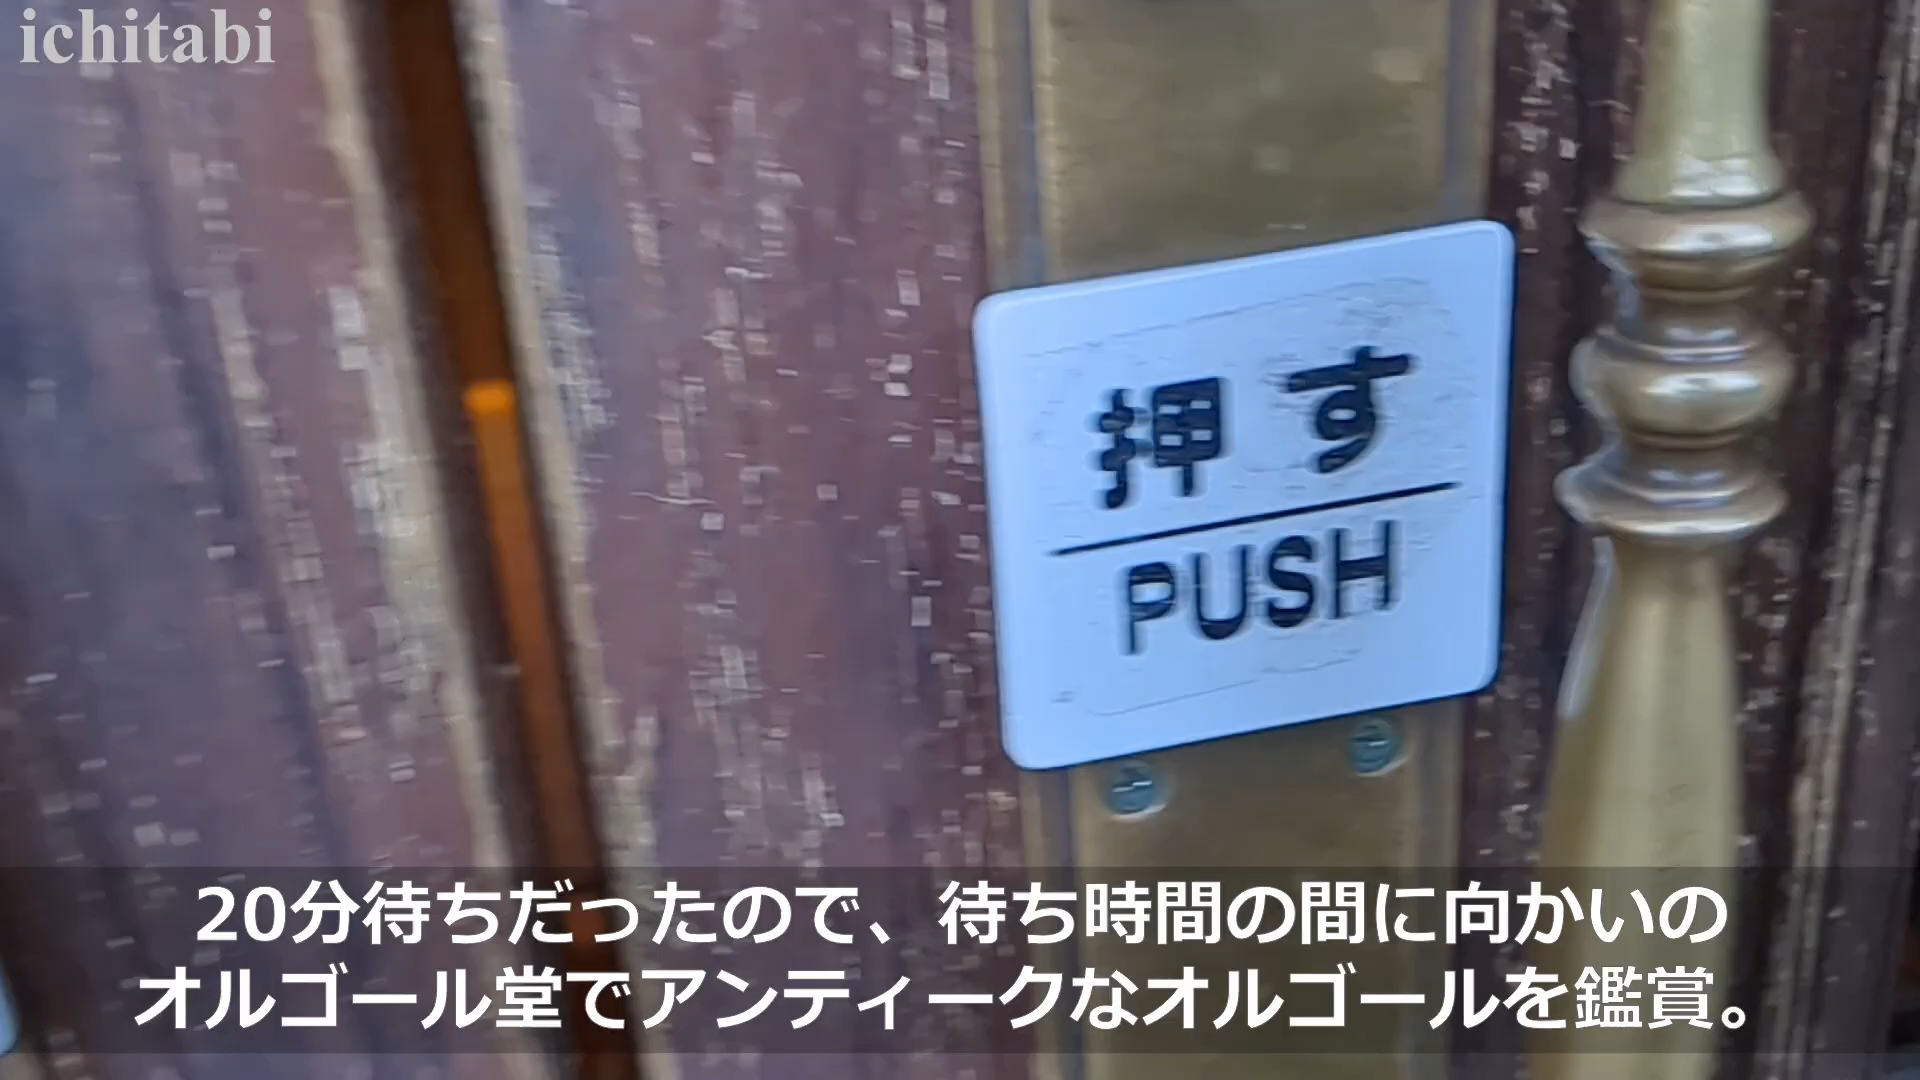 ichitabi
押す
PUSH
20分待ちだったので、待ち時間の間に向かいの
オルゴール堂でアンティークなオルゴールを鑑賞。